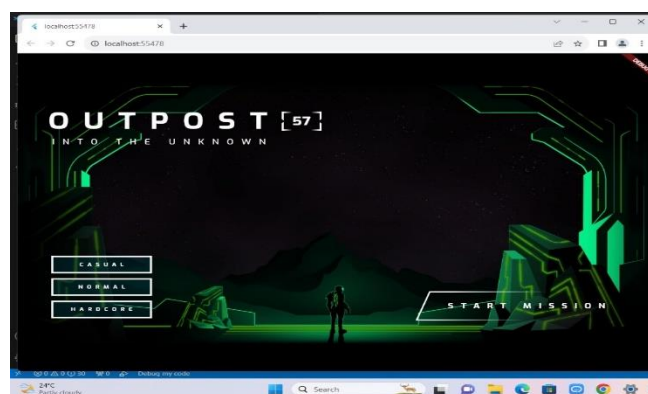 localhost:55478
localhost:55478
DEBUG
OUTPOST [57]
INTO THE UNKNOWN
CASUAL
NORMAL
HARDCORE
START MISSION
Debug my code
24°C
Partly cloudy
Search